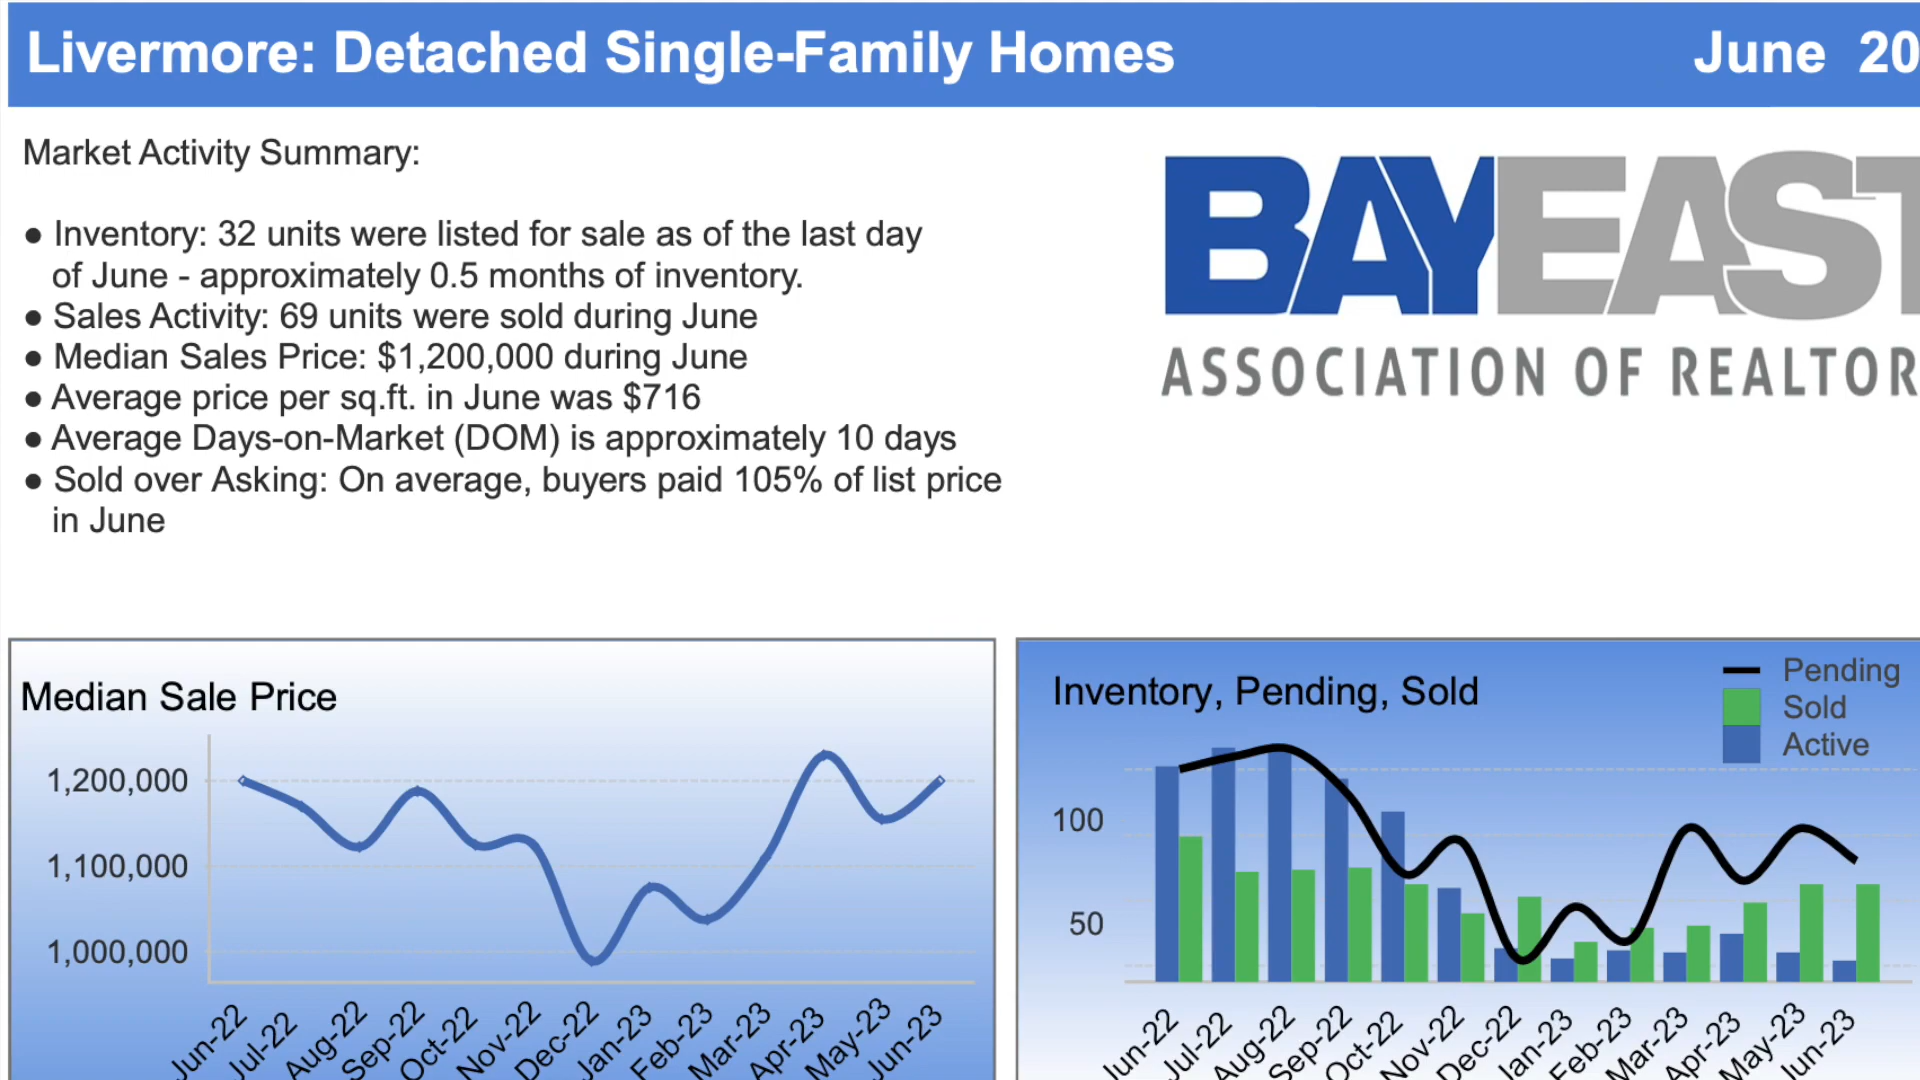 Livermore: Detached Single-Family Homes
June 20
Market Activity Summary:
● Inventory: 32 units were listed for sale as of the last day
of June - approximately 0.5 months of inventory.
● Sales Activity: 69 units were sold during June
● Median Sales Price: $1,200,000 during June
● Average price per sq.ft. in June was $716
● Average Days-on-Market (DOM) is approximately 10 days
● Sold over Asking: On average, buyers paid 105% of list price
in June
BAYEAST
ASSOCIATION OF REALTOR
Median Sale Price
1,200,000
1,100,000
1,000,000
Jun-22
Jul-22
Aug-22
Sep-22
Oct-22
Nov-22
Dec-22
Jan-23
Feb-23
Mar-23
Apr-23
May-23
Jun-23
Inventory, Pending, Sold
Pending
Sold
Active
100
50
Jun-22
Jul-22
Aug-22
Sep-22
Oct-22
Nov-22
Dec-22
Jan-23
Feb-23
Mar-23
Apr-23
May-23
Jun-23